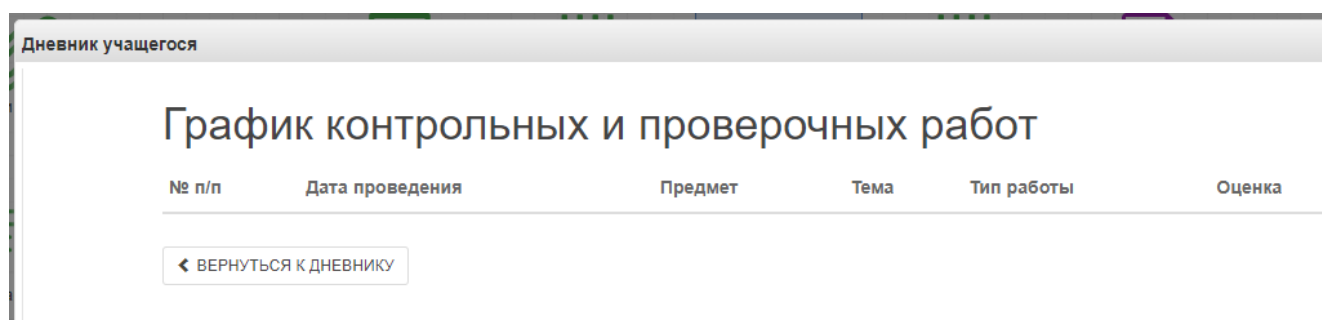 Дневник учащегося
График контрольных и проверочных работ
№ п/п Дата проведения Предмет Тема Тип работы Оценка
ВЕРНУТЬСЯ К ДНЕВНИКУ